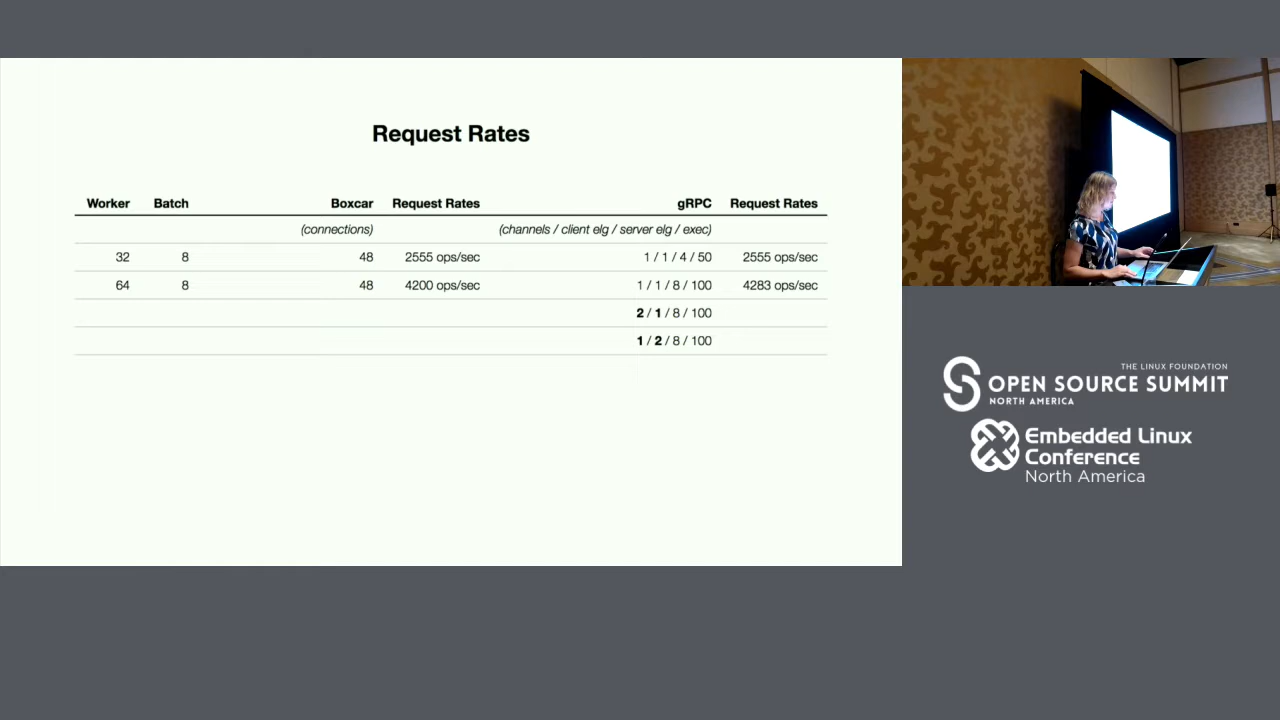 Request Rates
Worker Batch Boxcar Request Rates gRPC Request Rates
(connections) (channels / client elg / server elg / exec)
32 8 48 2555 ops/sec 1 / 1 / 4 / 50 2555 ops/sec
64 8 48 4200 ops/sec 1 / 1 / 8 / 100 4283 ops/sec
2 / 1 / 8 / 100
1 / 2 / 8 / 100
THE LINUX FOUNDATION
OPEN SOURCE SUMMIT
NORTH AMERICA
Embedded Linux
Conference
North America